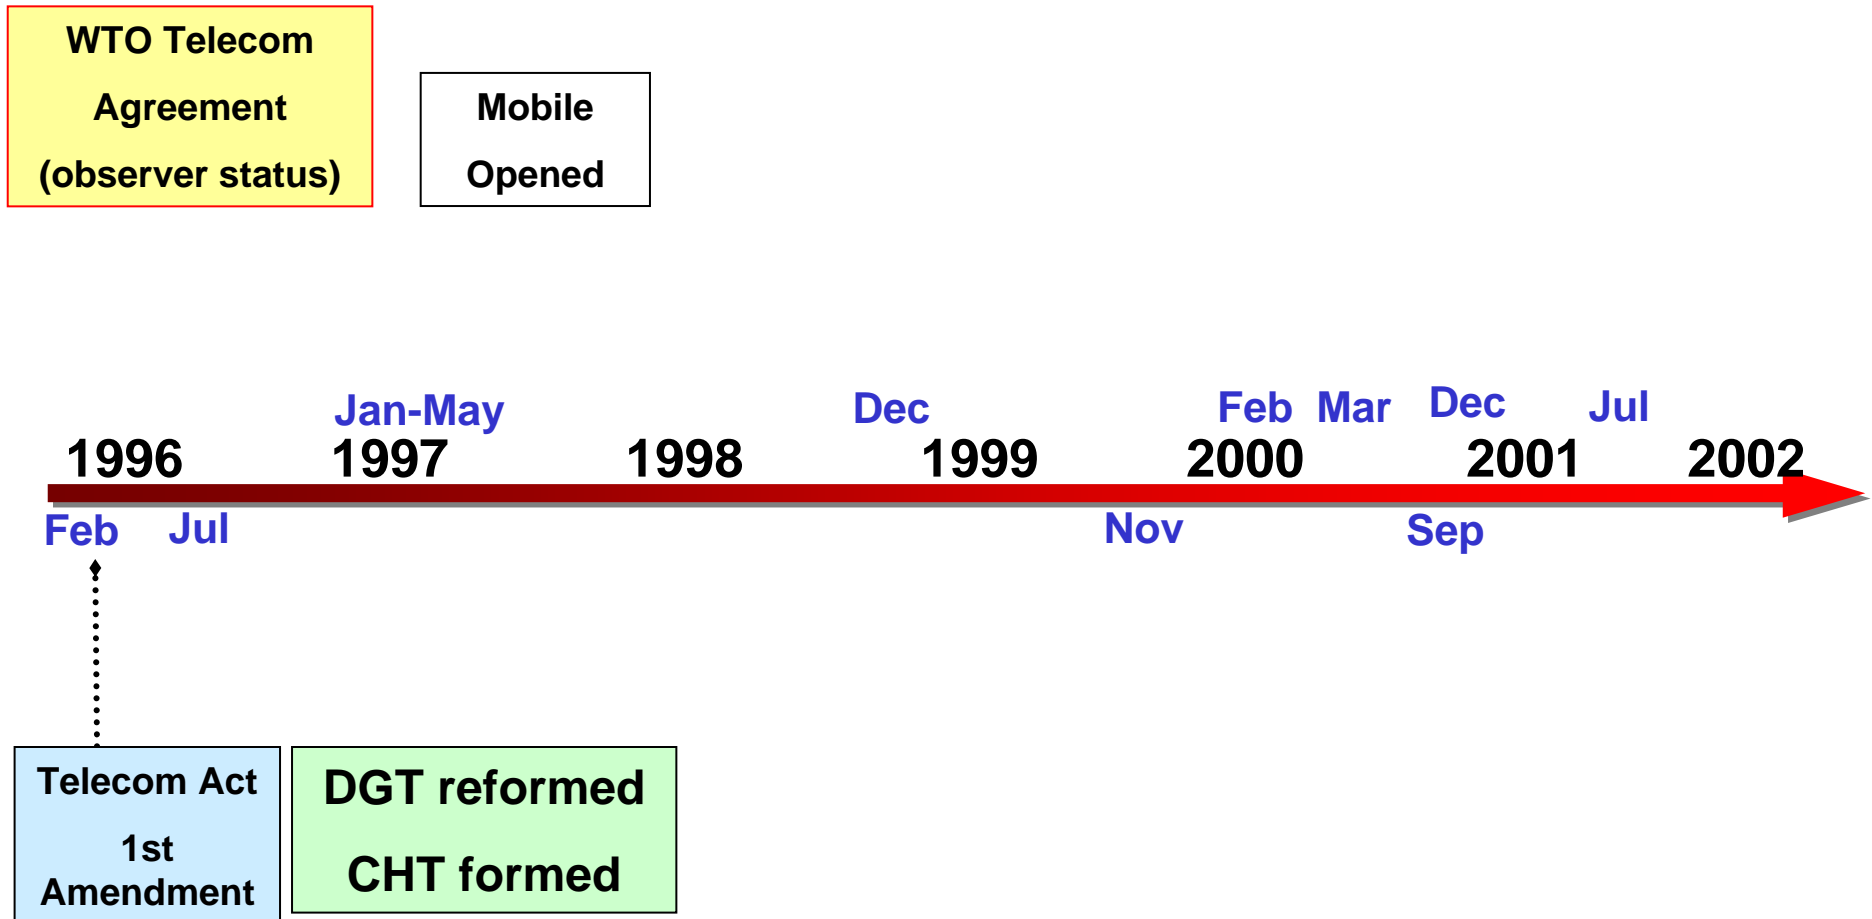 WTO Telecom
Agreement
(observer status)
Mobile
Opened
Jan-May
Dec
Feb
Mar
Dec
Jul
1996
1997
1998
1999
2000
2001
2002
Feb
Jul
Nov
Sep
Telecom Act
1st
Amendment
DGT reformed
CHT formed